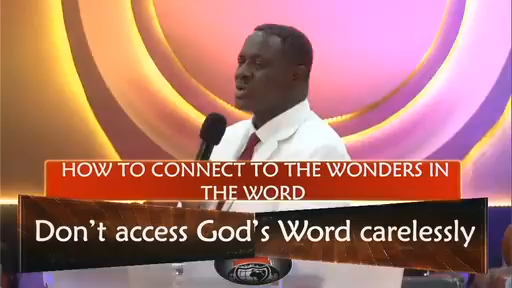 HOW TO CONNECT TO THE WONDERS IN
THE WORD
Don't access God's Word carelessly